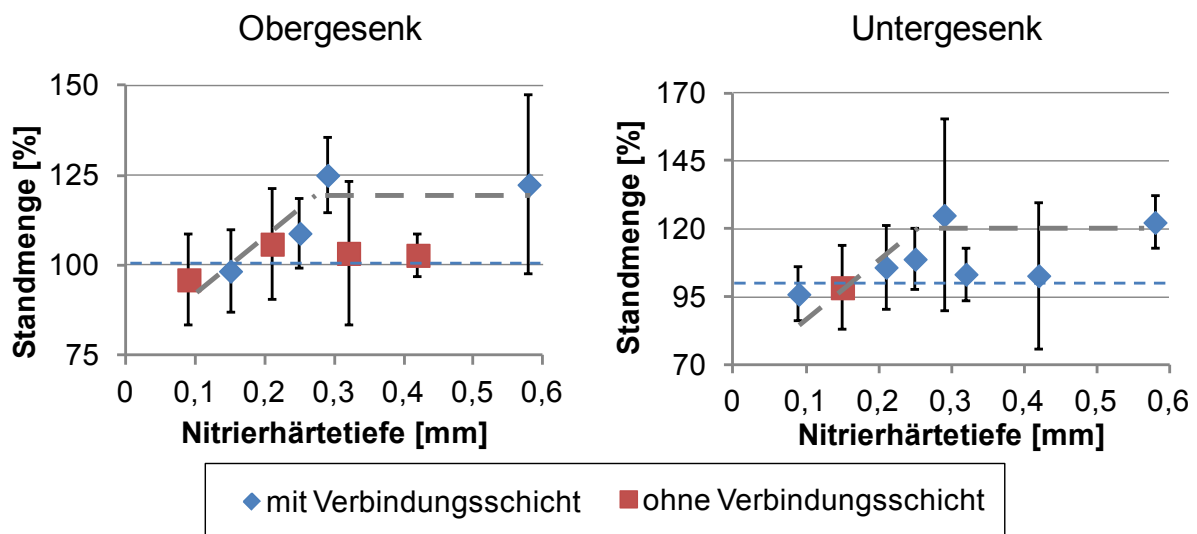 Obergesenk
Standmenge [%]
150
125
100
75
0 0,1 0,2 0,3 0,4 0,5 0,6
Nitrierhärtetiefe [mm]
Untergesenk
Standmenge [%]
170
145
120
95
70
0 0,1 0,2 0,3 0,4 0,5 0,6
Nitrierhärtetiefe [mm]
mit Verbindungsschicht
ohne Verbindungsschicht